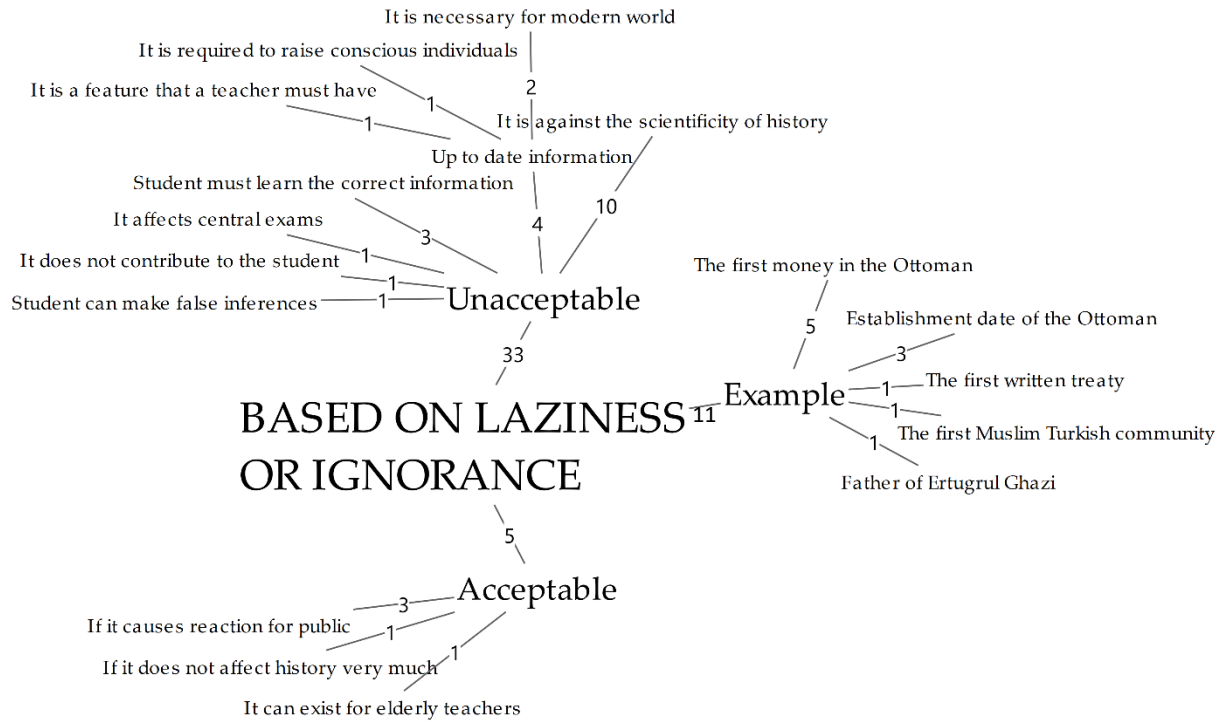 It is necessary for modern world
It is required to raise conscious individuals
2
It is a feature that a teacher must have
1
1
It is against the scientificity of history
Up to date information
Student must learn the correct information
10
It affects central exams
4
3
It does not contribute to the student
1
The first money in the Ottoman
1
Student can make false inferences
1
Unacceptable
Establishment date of the Ottoman
5
33
3
The first written treaty
1
Example
BASED ON LAZINESS
11
1
OR IGNORANCE
The first Muslim Turkish community
1
Father of Ertugrul Ghazi
5
Acceptable
3
If it causes reaction for public
1
1
If it does not affect history very much
It can exist for elderly teachers